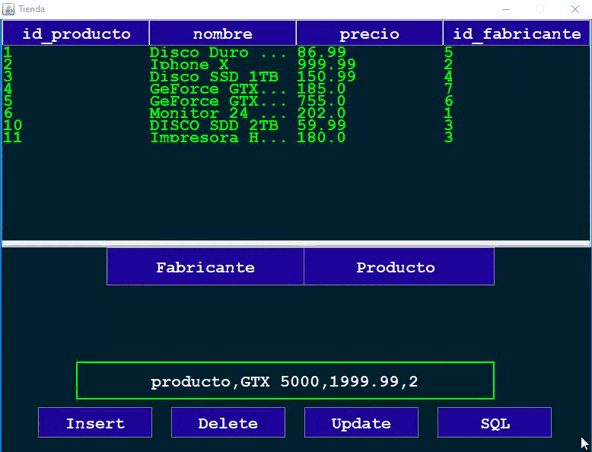 Tienda
id_producto nombre precio id_fabricante
1 Disco Duro ... 86.99 5
2 Iphone X 999.99 2
3 Disco SSD 1TB 150.99 4
4 GeForce GTX... 185.0 7
5 GeForce GTX... 755.0 6
6 Monitor 24 ... 202.0 1
10 DISCO SDD 2TB 59.99 3
11 Impresora H... 180.0 3
Fabricante Producto
producto,GTX 5000,1999.99,2
Insert Delete Update SQL